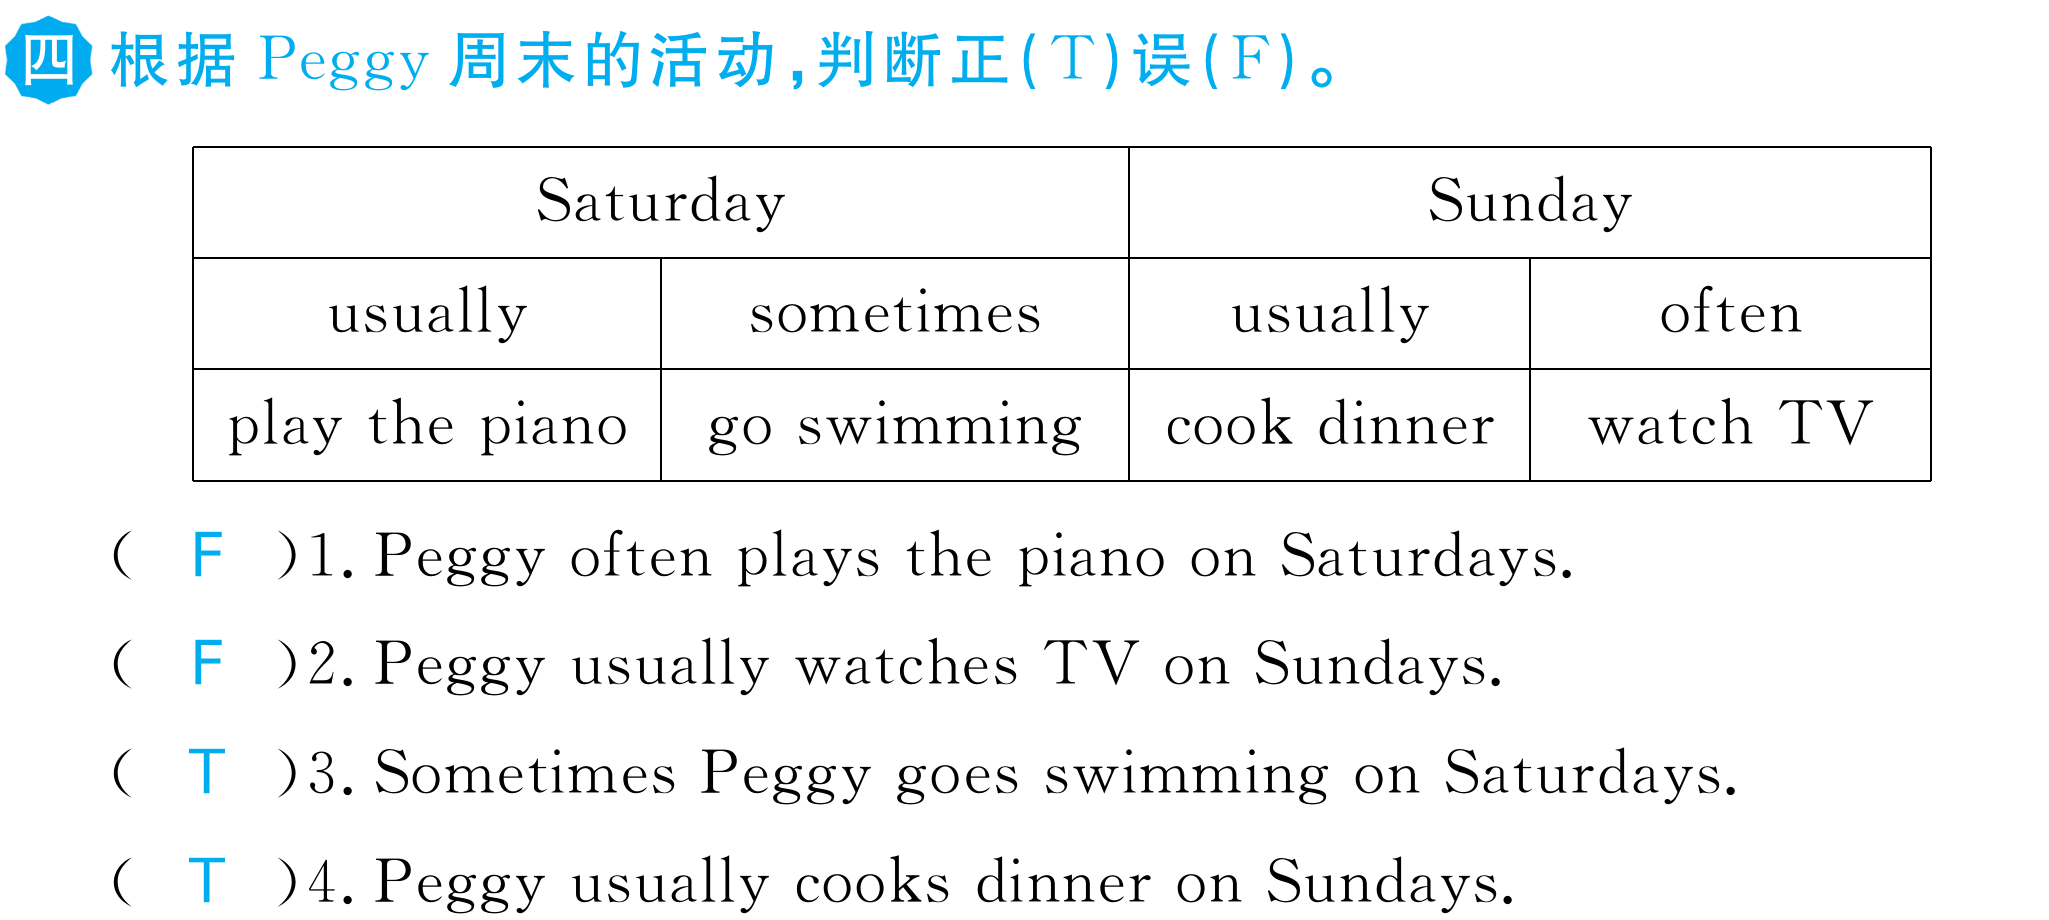 四 根据 Peggy 周末的活动,判断正(T)误(F)。
Saturday Sunday
usually sometimes usually often
play the piano go swimming cook dinner watch TV
( F )1. Peggy often plays the piano on Saturdays.
( F )2. Peggy usually watches TV on Sundays.
( T )3. Sometimes Peggy goes swimming on Saturdays.
( T )4. Peggy usually cooks dinner on Sundays.